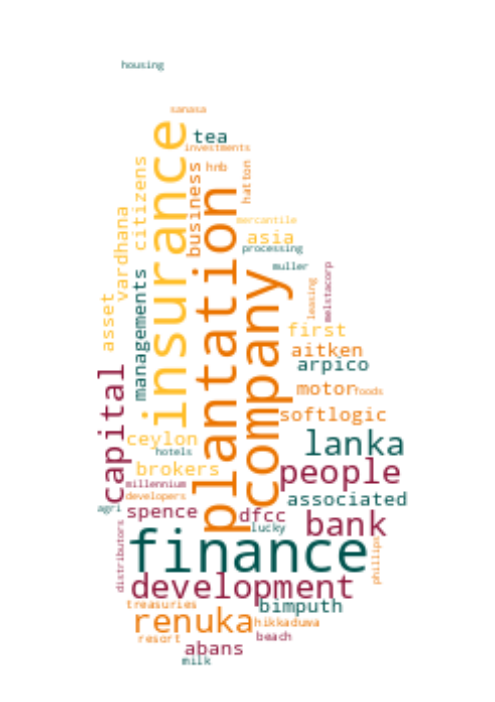 housing
sanasa
tea
investments
insurance
citizens
business
hnb
hatton
plantation
mercantile
asia
processing
vardhana
muller
managements
company
leasing
melstacorp
asset
first
aitken
arpico
capital
motor
foods
softlogic
ceylon
lanka
hotels
brokers
people
millennium
developers
associated
agri
spence
dfcc
bank
lucky
distributors
finance
phillips
development
treasuries
bimputh
renuka
hikkaduwa
resort
beach
abans
milk